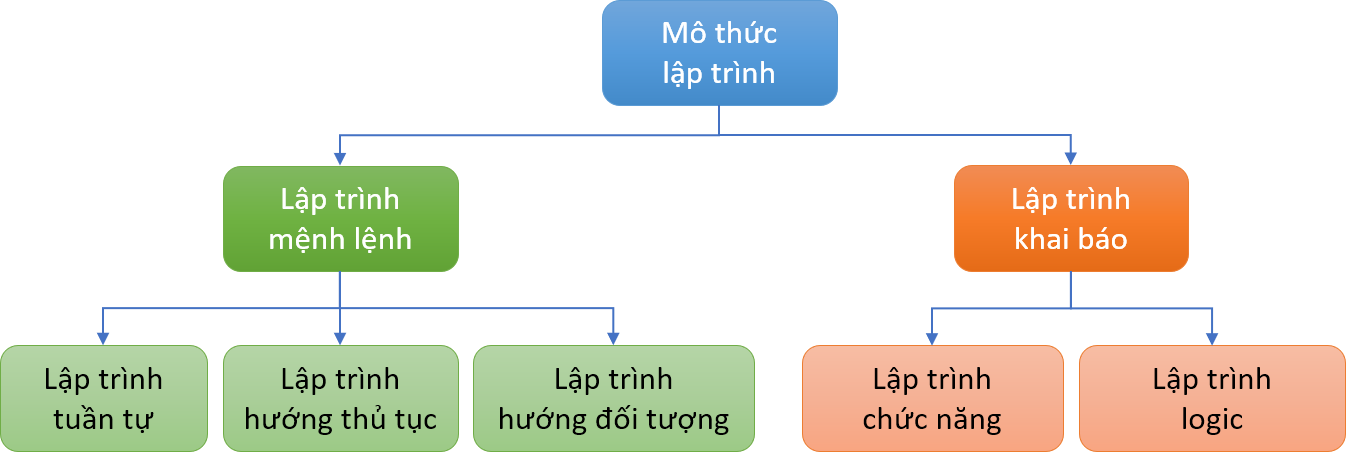 Mô thức
lập trình
Lập trình
mệnh lệnh
Lập trình
khai báo
Lập trình
tuần tự
Lập trình
hướng thủ tục
Lập trình
hướng đối tượng
Lập trình
chức năng
Lập trình
logic